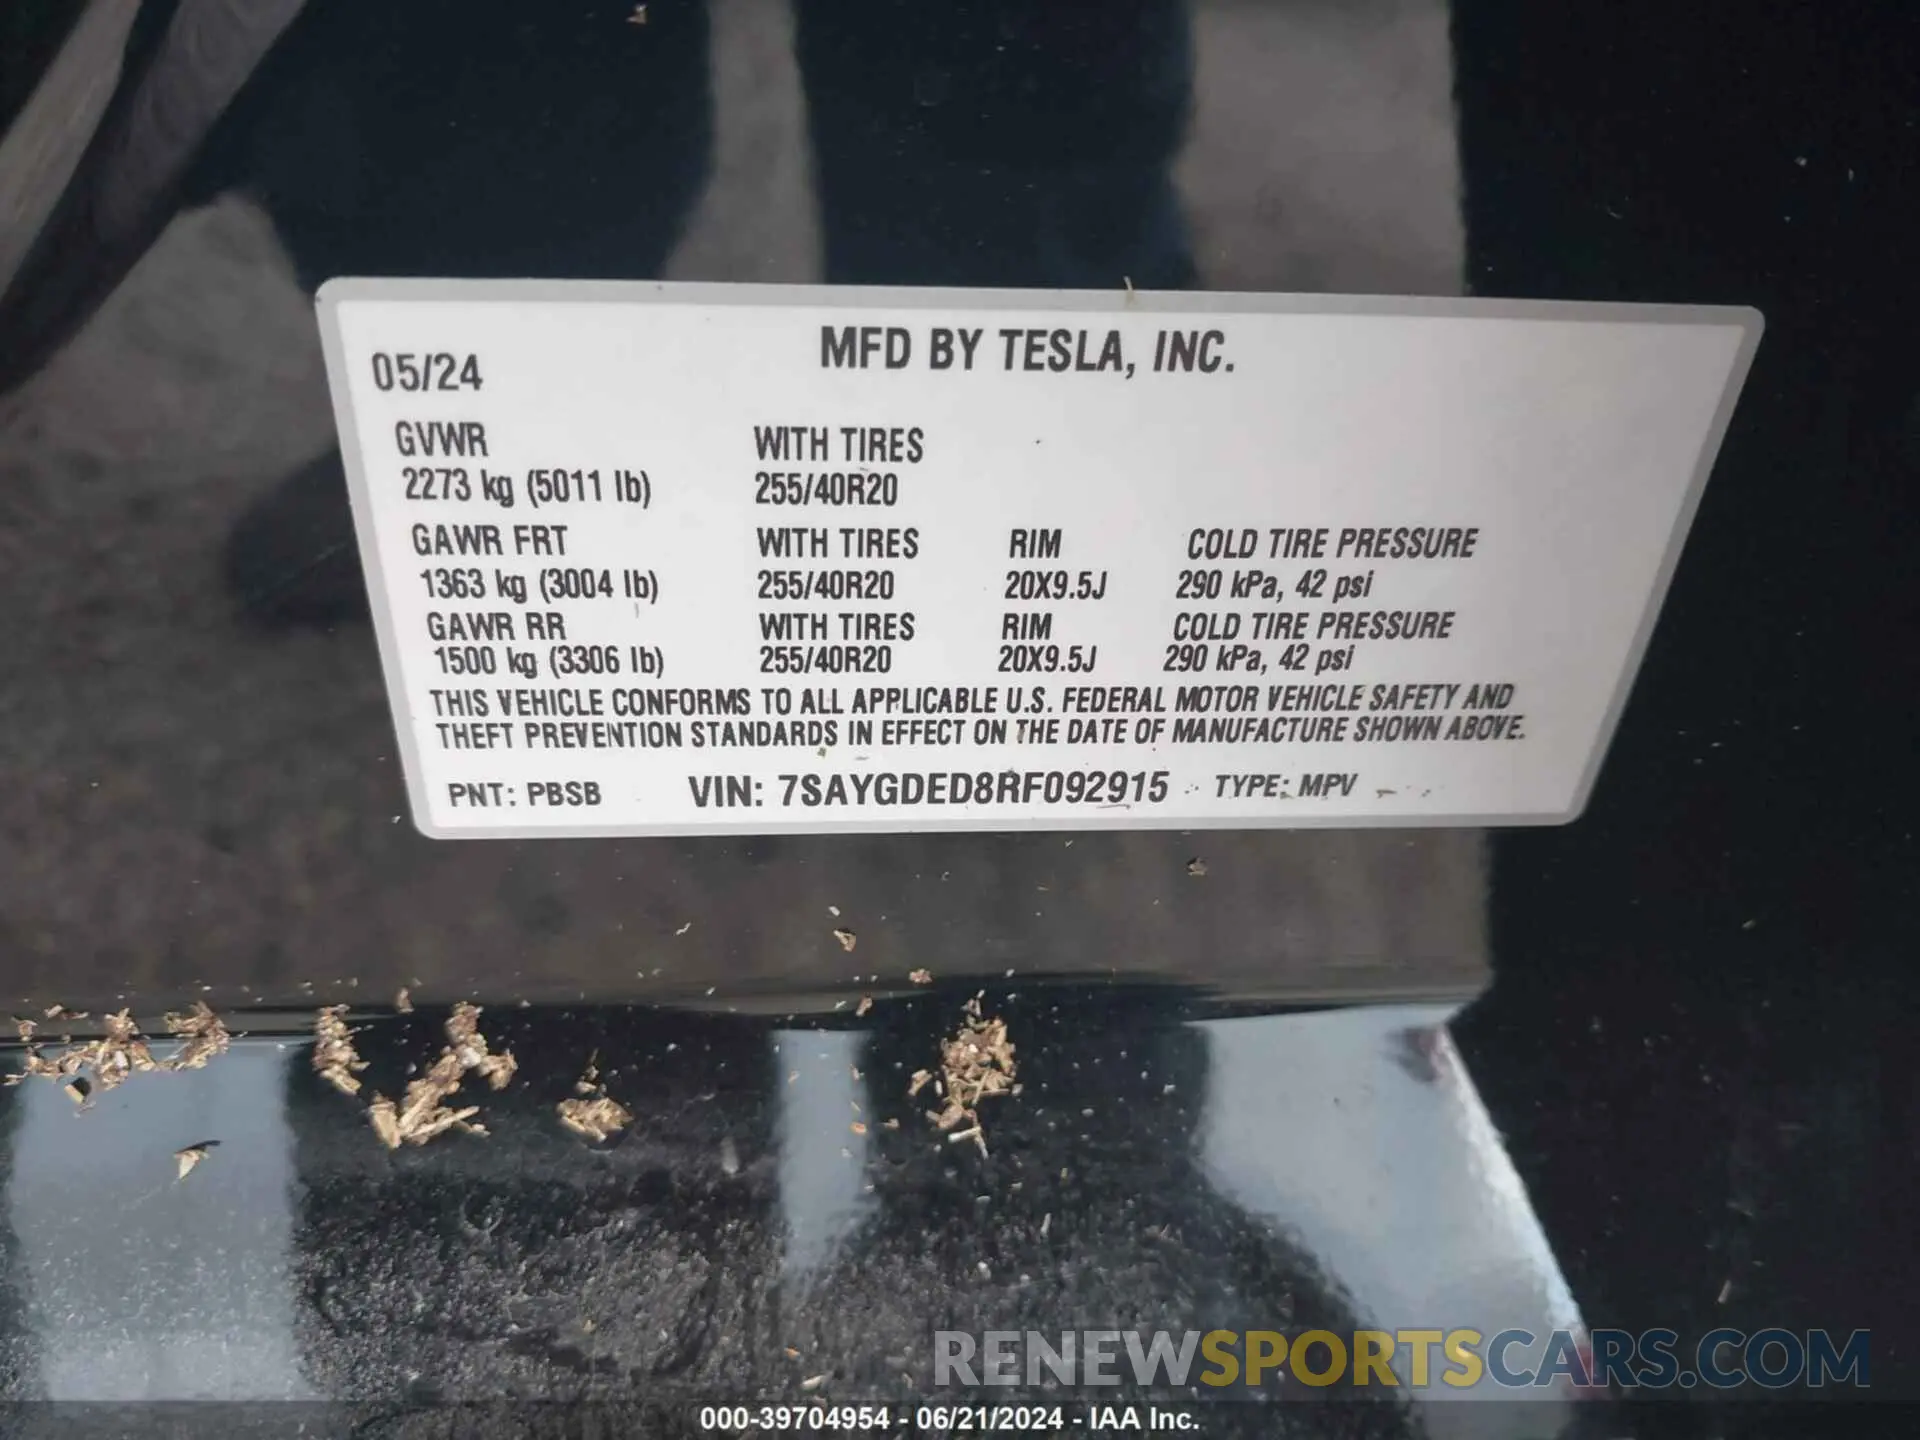 05/24 MFD BY TESLA, INC.
GVWR WITH TIRES
2273 kg (5011 lb) 255/40R20
GAWR FRT WITH TIRES RIM COLD TIRE PRESSURE
1363 kg (3004 lb) 255/40R20 20X9.5J 290 kPa, 42 psi
GAWR RR WITH TIRES RIM COLD TIRE PRESSURE
1500 kg (3306 lb) 255/40R20 20X9.5J 290 kPa, 42 psi
THIS VEHICLE CONFORMS TO ALL APPLICABLE U.S. FEDERAL MOTOR VEHICLE SAFETY AND
THEFT PREVENTION STANDARDS IN EFFECT ON THE DATE OF MANUFACTURE SHOWN ABOVE.
PNT: PBSB VIN: 7SAYGDED8RF092915 TYPE: MPV
RENEWSPORTSCARS.COM
000-39704954 - 06/21/2024 - IAA Inc.